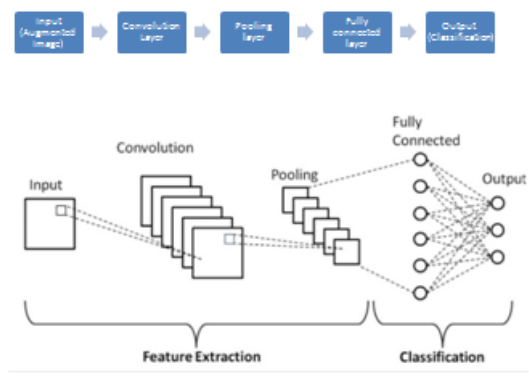 Input
(Augmented
Image)
Convolution
Layer
Pooling
layer
Fully
connected
layer
Output
(Classification)
Fully
Connected
Convolution
Pooling
Input
Output
Feature Extraction
Classification